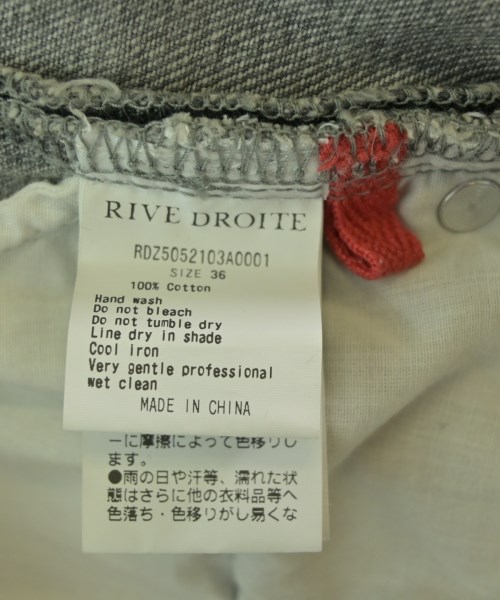 RIVE DROITE
RDZ5052103A0001
SIZE 36
100% Cotton
Hand wash
Do not bleach
Do not tumble dry
Line dry in shade
Cool Iron
Very gentle professional
wet clean
MADE IN CHINA
ーに摩擦によって色移りし
ます。
●雨の日や汗等、濡れた状
態はさらに他の衣料品等へ
色落ち・色移りがし易くな